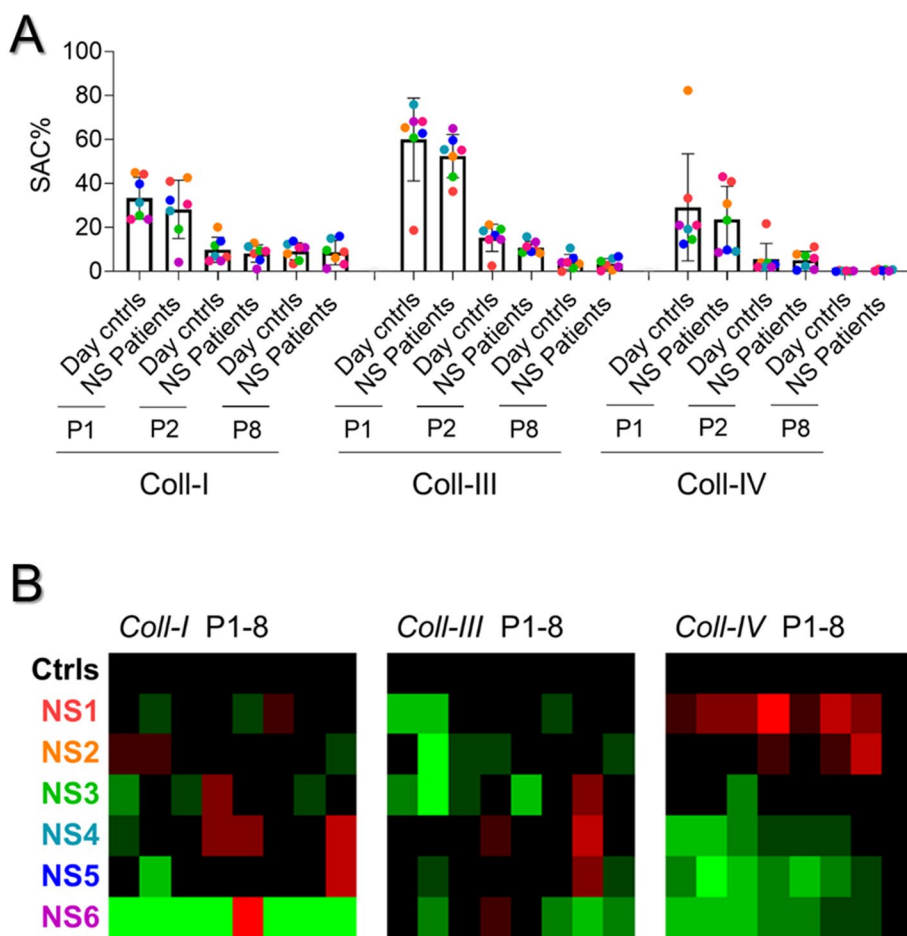 A
100
80
60
40
20
0
SAC%
Day cntrls NS Patients Day cntrls NS Patients Day cntrls NS Patients Day cntrls NS Patients Day cntrls NS Patients Day cntrls NS Patients Day cntrls NS Patients Day cntrls NS Patients Day cntrls NS Patients
P1 P2 P8 P1 P2 P8 P1 P2 P8
Coll-I Coll-III Coll-IV
B
Coll-I P1-8 Coll-III P1-8 Coll-IV P1-8
Ctrls
NS1
NS2
NS3
NS4
NS5
NS6